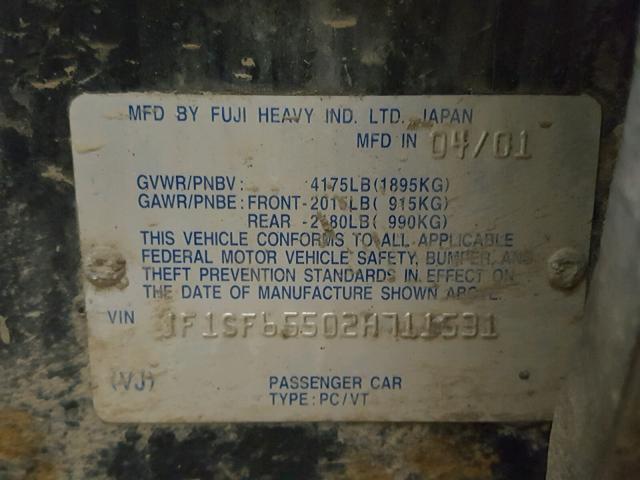 MFD BY FUJI HEAVY IND. LTD. JAPAN
MFD IN 04/01
GVWR/PNBV: 4175LB(1895KG)
GAWR/PNBE: FRONT-2015LB( 915KG)
REAR -2180LB( 990KG)
THIS VEHICLE CONFORMS TO ALL APPLICABLE
FEDERAL MOTOR VEHICLE SAFETY, BUMPER, AND
THEFT PREVENTION STANDARDS IN EFFECT ON
THE DATE OF MANUFACTURE SHOWN ABOVE.
VIN JF1SF65502H711531
(VJ) PASSENGER CAR
TYPE:PC/VT